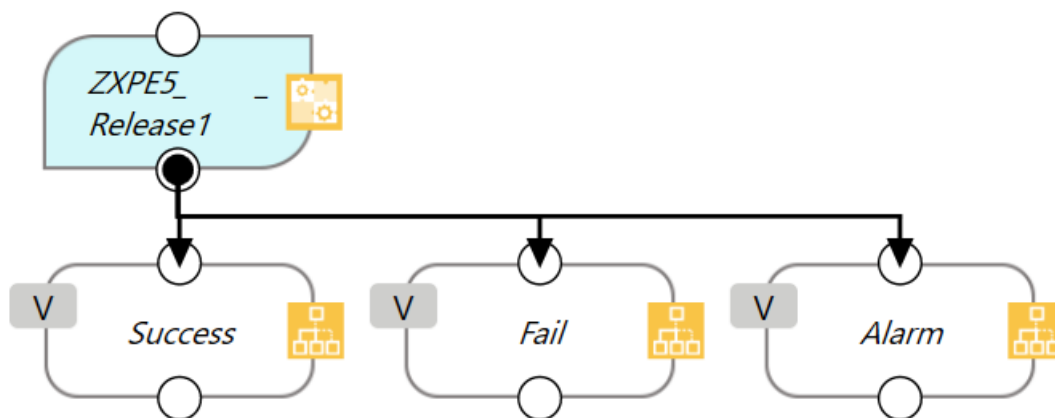 ZXPE5_ _
Release1
V
Success
V
Fail
V
Alarm